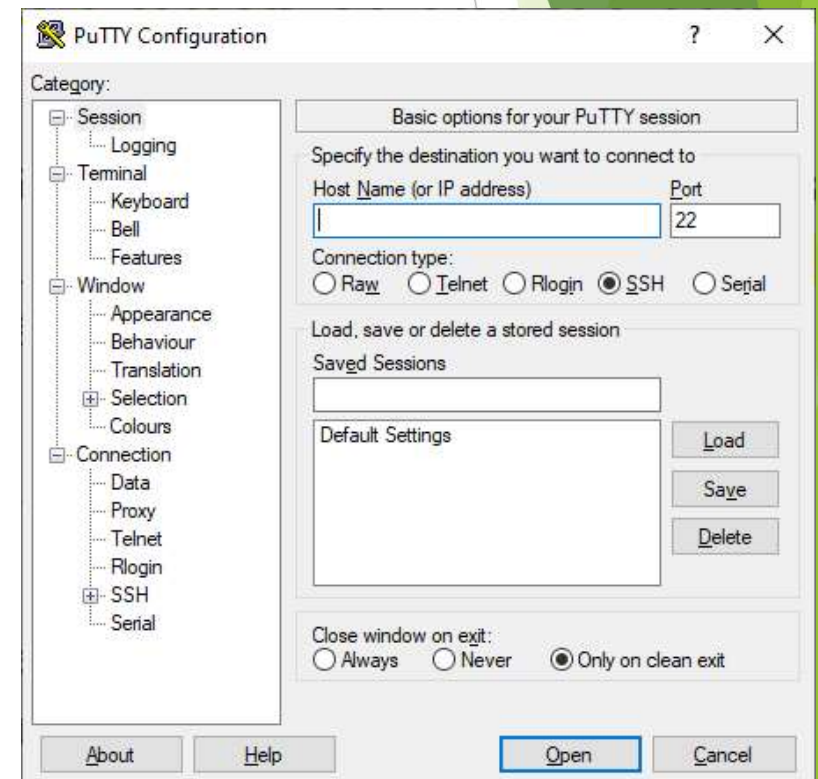 PuTTY Configuration
? X
Category:
Session
Logging
Terminal
Keyboard
Bell
Features
Window
Appearance
Behaviour
Translation
Selection
Colours
Connection
Data
Proxy
Telnet
Rlogin
SSH
Serial
Basic options for your PuTTY session
Specify the destination you want to connect to
Host Name (or IP address) Port
22
Connection type:
Raw Telnet Rlogin SSH Serial
Load, save or delete a stored session
Saved Sessions
Default Settings
Load
Save
Delete
Close window on exit:
Always Never Only on clean exit
About Help Open Cancel